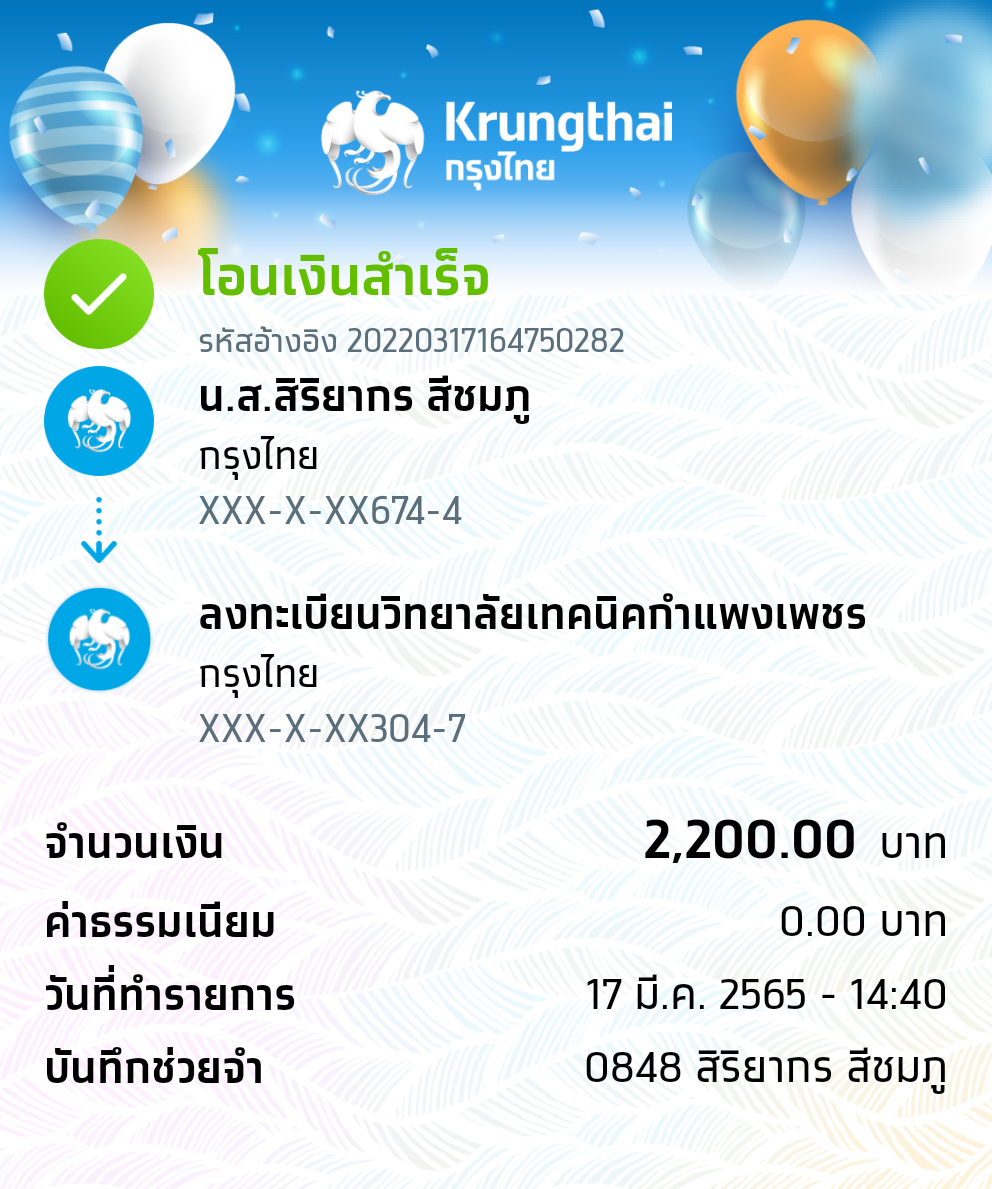 Krungthai
กรุงไทย
โอนเงินสำเร็จ
รหัสอ้างอิง 20220317164750282
น.ส.สิริยากร สีชมภู
กรุงไทย
XXX-X-XX674-4
ลงทะเบียนวิทยาลัยเทคนิคกำแพงเพชร
กรุงไทย
XXX-X-XX304-7
จำนวนเงิน 2,200.00 บาท
ค่าธรรมเนียม 0.00 บาท
วันที่ทำรายการ 17 มี.ค. 2565 - 14:40
บันทึกช่วยจำ 0848 สิริยากร สีชมภู